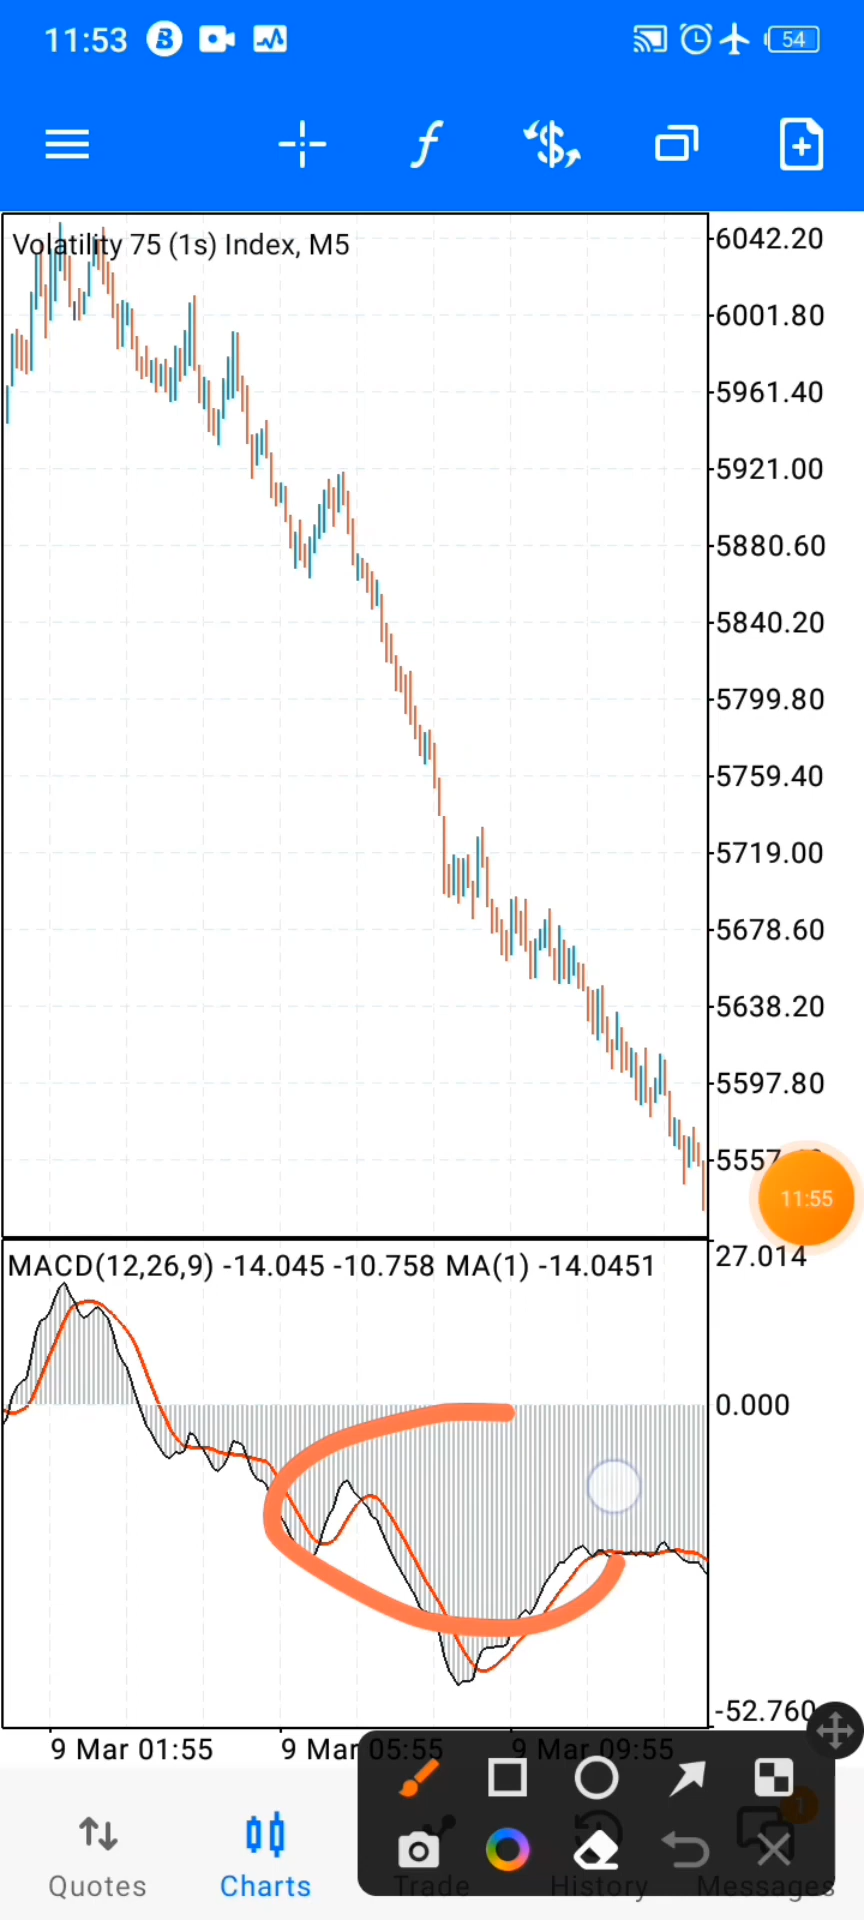 11:53
54
Volatility 75 (1s) Index, M5
6042.20
6001.80
5961.40
5921.00
5880.60
5840.20
5799.80
5759.40
5719.00
5678.60
5638.20
5597.80
5557
11:55
MACD(12,26,9) -14.045 -10.758 MA(1) -14.0451
27.014
0.000
-52.760
9 Mar 01:55
9 Mar 05:55
9 Mar 09:55
1
Quotes
Charts
Trade
History
Messages